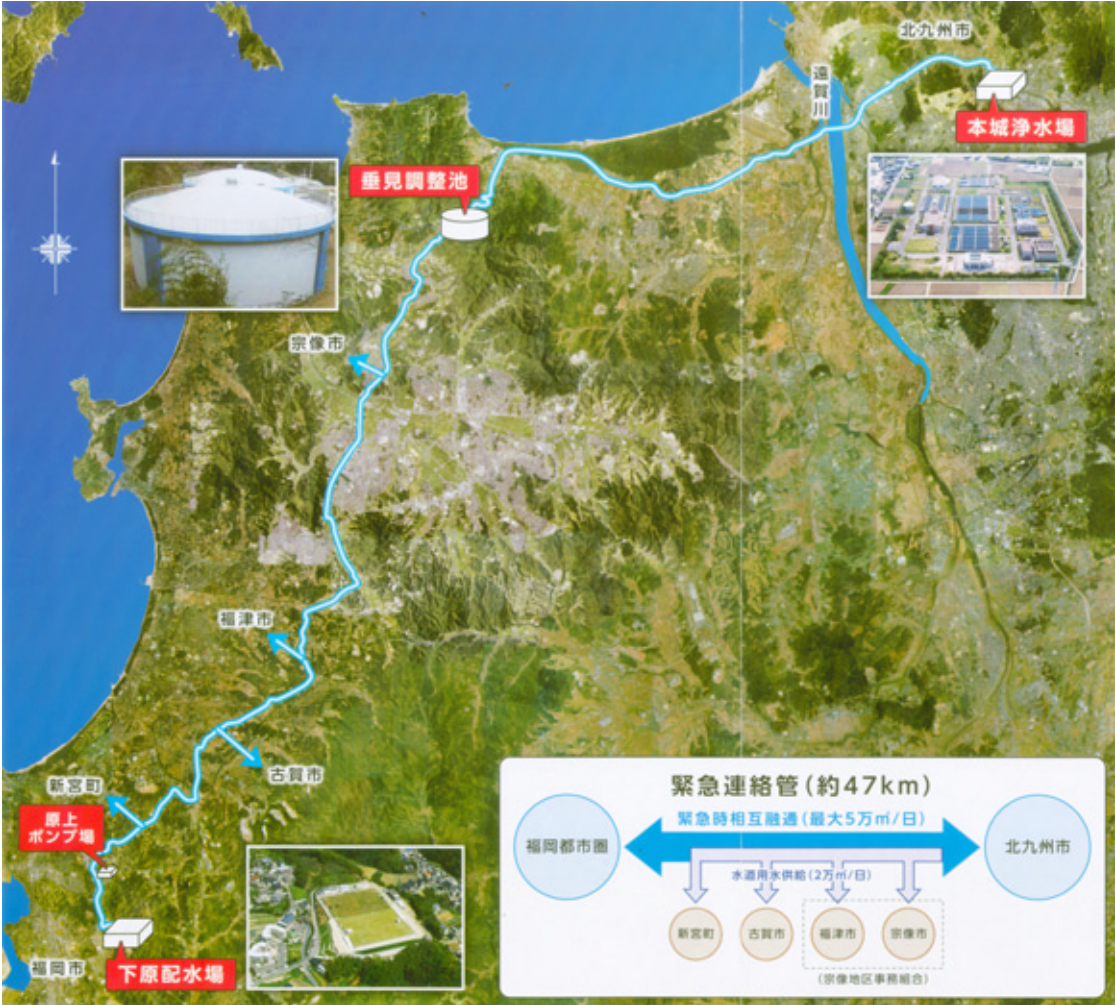 北九州市
遠賀川
本城浄水場
垂見調整池
宗像市
福津市
古賀市
新宮町
原上
ポンプ場
福岡市
下原配水場
緊急連絡管(約47km)
緊急時相互融通(最大5万㎥/日)
福岡都市圏
北九州市
水道用水供給(2万㎥/日)
新宮町
古賀市
福津市
宗像市
(宗像地区事務組合)